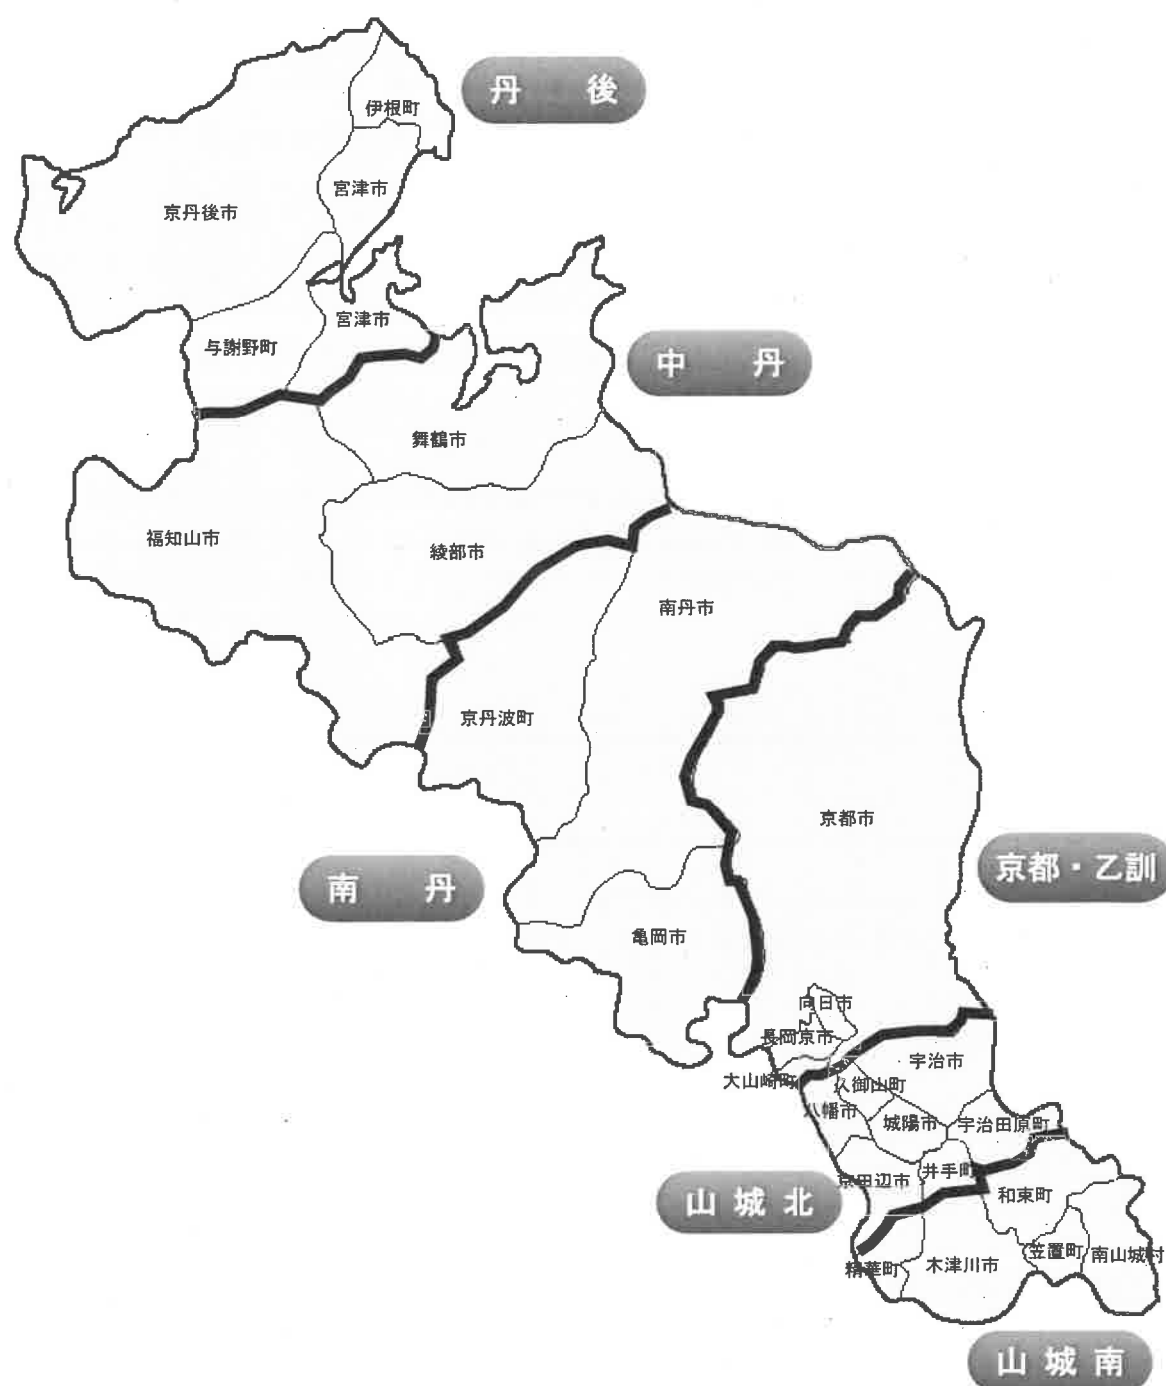 丹 後
伊根町
宮津市
京丹後市
宮津市
与謝野町
中 丹
舞鶴市
福知山市
綾部市
南丹市
京丹波町
京都市
京都・乙訓
南 丹
亀岡市
向日市
長岡京市
宇治市
大山崎町
久御山町
八幡市
城陽市
宇治田原町
井手町
京田辺市
山 城 北
和束町
笠置町
南山城村
木津川市
精華町
山 城 南